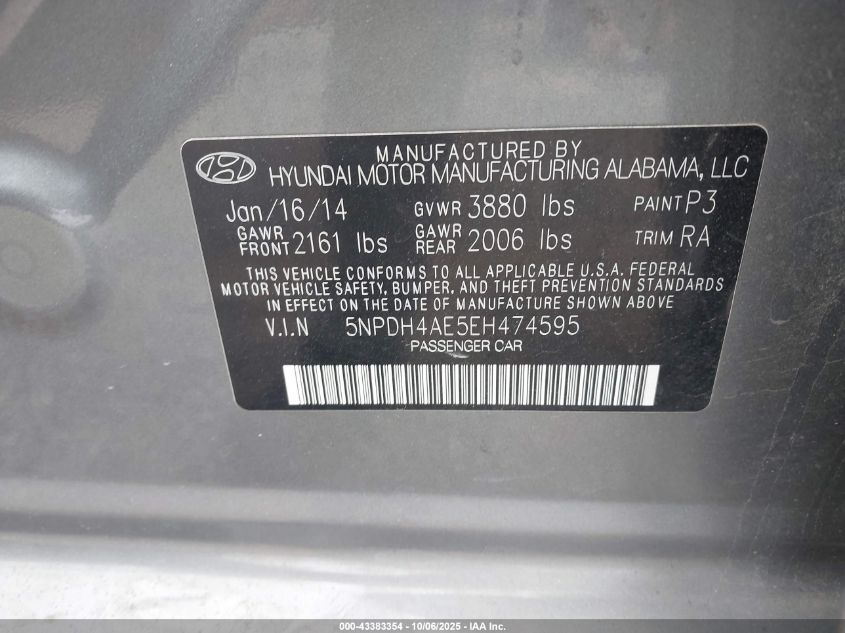 MANUFACTURED BY
HYUNDAI MOTOR MANUFACTURING ALABAMA, LLC
Jan/16/14 GVWR 3880 lbs PAINT P3
GAWR FRONT 2161 lbs GAWR REAR 2006 lbs TRIM RA
THIS VEHICLE CONFORMS TO ALL APPLICABLE U.S.A. FEDERAL
MOTOR VEHICLE SAFETY, BUMPER, AND THEFT PREVENTION STANDARDS
IN EFFECT ON THE DATE OF MANUFACTURE SHOWN ABOVE
V.I.N 5NPDH4AE5EH474595
PASSENGER CAR
000-43383354 - 10/06/2025 - IAA Inc.